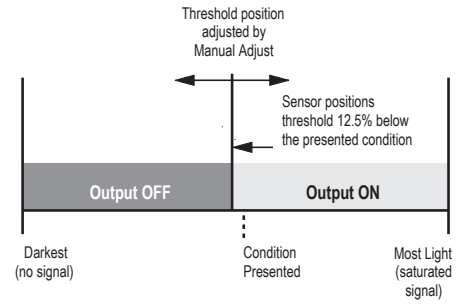 Threshold position
adjusted by
Manual Adjust
Sensor positions
threshold 12.5% below
the presented condition
Output OFF
Output ON
Darkest
(no signal)
Condition
Presented
Most Light
(saturated
signal)